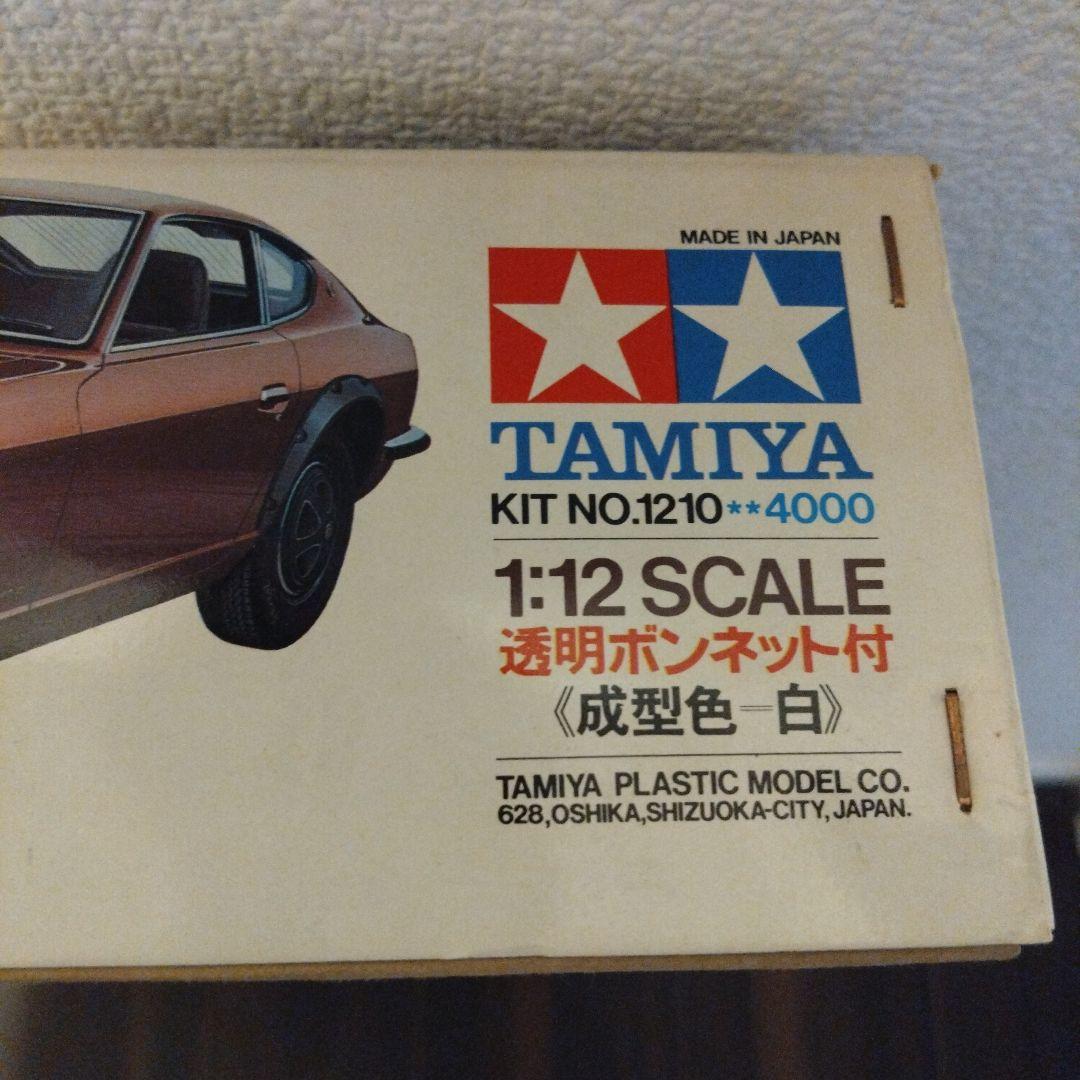 MADE IN JAPAN
TAMIYA
KIT NO.1210**4000
1:12 SCALE
透明ボンネット付
《成型色=白》
TAMIYA PLASTIC MODEL CO.
628,OSHIKA,SHIZUOKA-CITY,JAPAN.